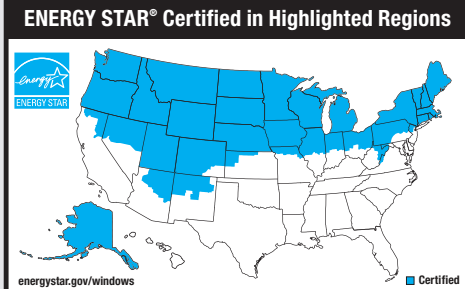 ENERGY STAR® Certified in Highlighted Regions
energy
ENERGY STAR
energystar.gov/windows
Certified